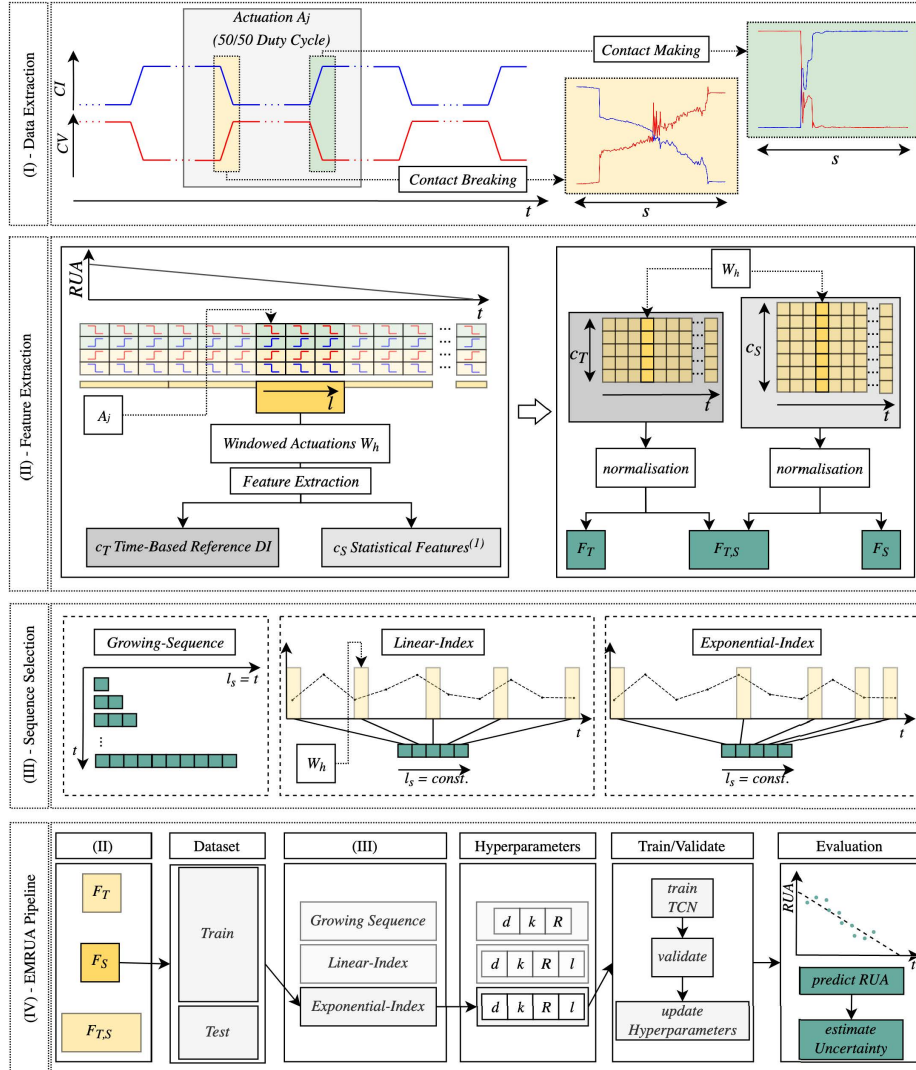 (I) - Data Extraction
Actuation Aj
(50/50 Duty Cycle)
CI
CV
t
Contact Making
Contact Breaking
s
s
(II) - Feature Extraction
RUA
t
Aj
l
Windowed Actuations Wh
Feature Extraction
cT Time-Based Reference DI
cS Statistical Features(1)
Wh
cT
t
cS
t
normalisation
normalisation
FT
FT,S
FS
(III) - Sequence Selection
Growing-Sequence
ls = t
t
Linear-Index
t
Wh
ls = const.
Exponential-Index
t
ls = const.
(IV) - EMRUA Pipeline
(II)
Dataset
(III)
Hyperparameters
Train/Validate
Evaluation
FT
FS
FT,S
Train
Test
Growing Sequence
Linear-Index
Exponential-Index
d k R
d k R l
d k R l
train
TCN
validate
update
Hyperparameters
RUA
t
predict RUA
estimate
Uncertainty